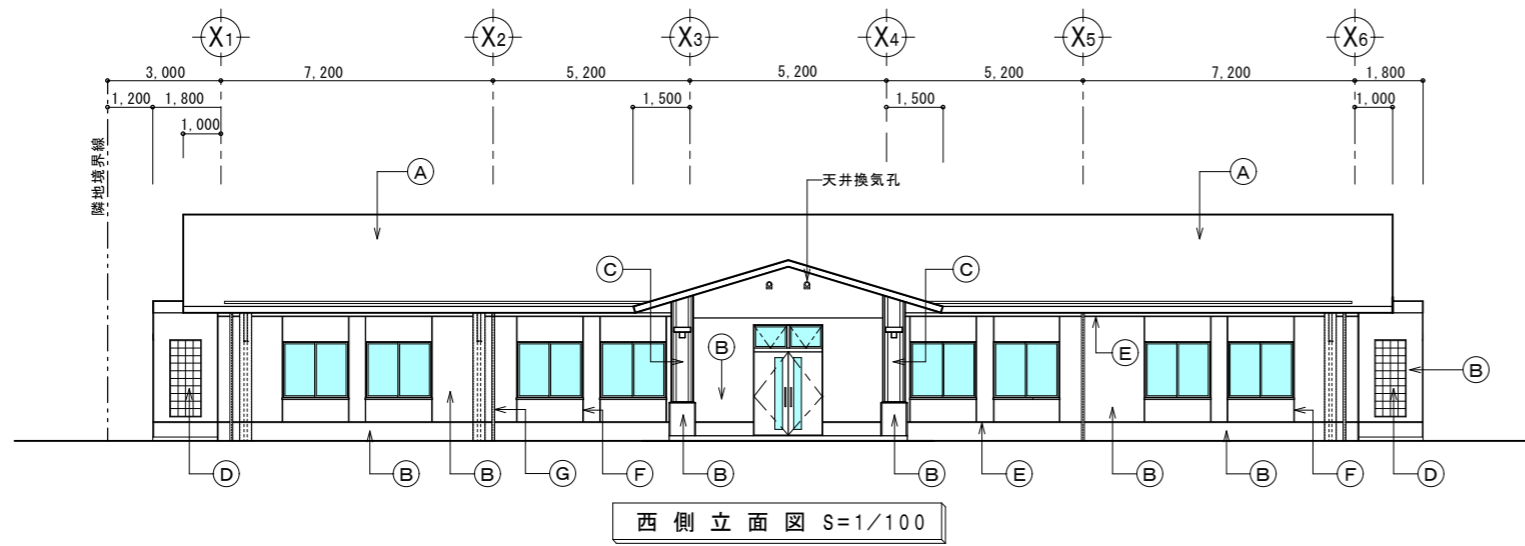 X1 X2 X3 X4 X5 X6
3,000 7,200 5,200 5,200 5,200 7,200 1,800
1,200 1,800 1,500 1,500 1,000
1,000
隣地境界線
A 天井換気孔 A
C C
B E B
D B B G F B B E B B F D
西側立面図 S=1/100